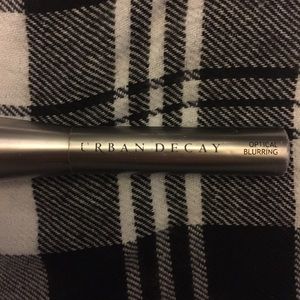 URBAN DECAY
OPTICAL
BLURRING